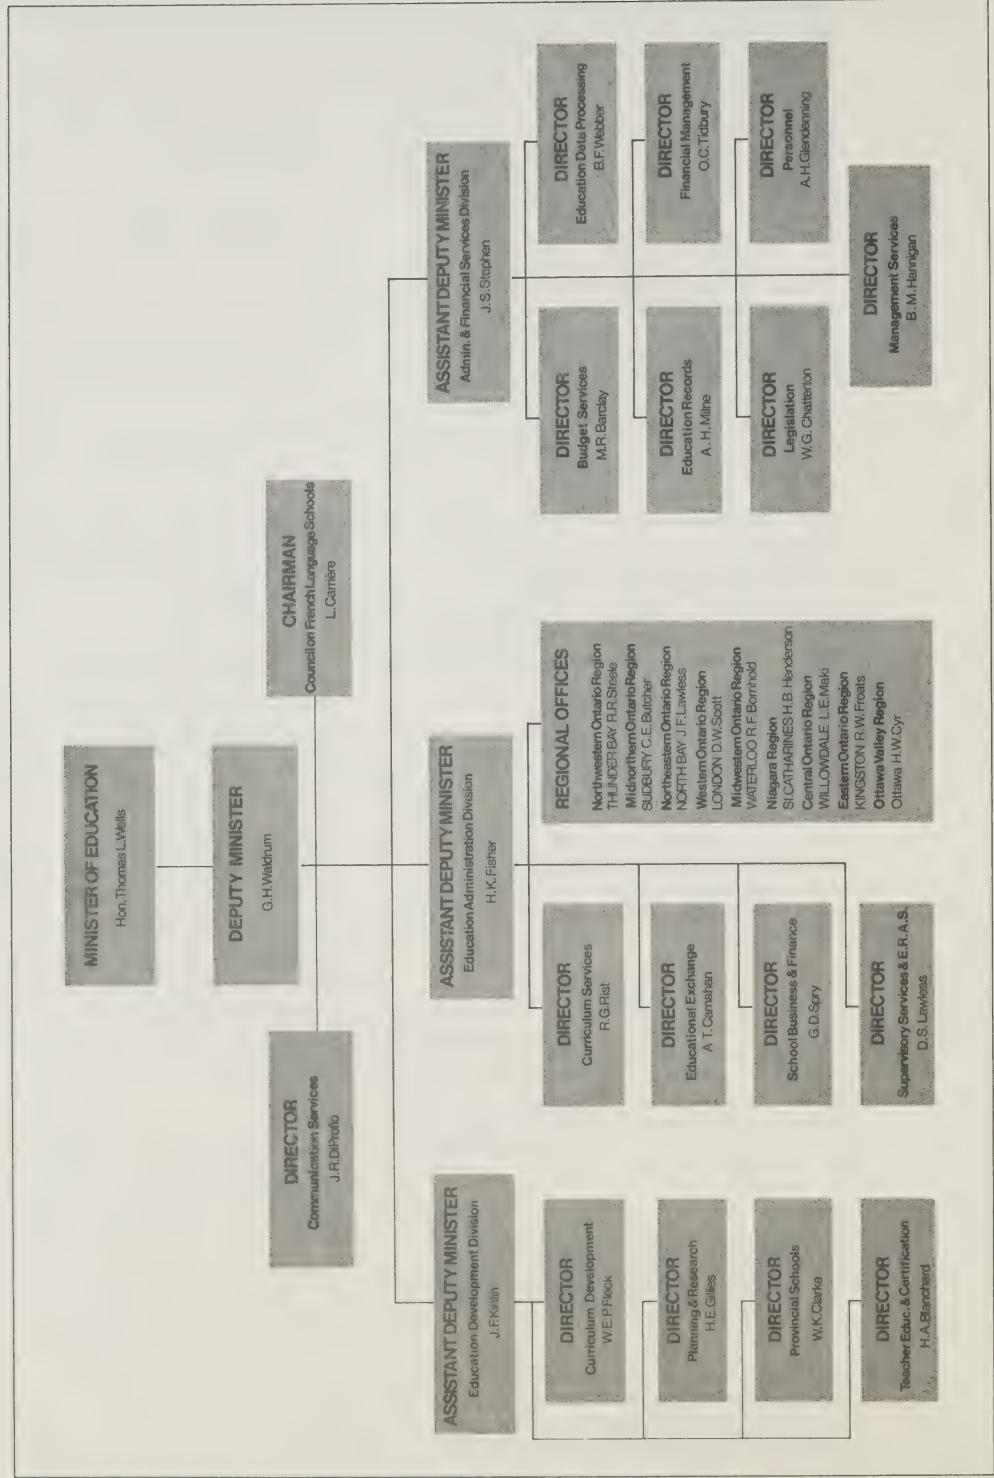 MINISTER OF EDUCATION
Hon. Thomas L. Wells
DEPUTY MINISTER
G.H. Waldrum
DIRECTOR
Communication Services
J.R. DiProfio
CHAIRMAN
Council on French Language Schools
L. Carrière
ASSISTANT DEPUTY MINISTER
Education Development Division
J.F. Kinlin
DIRECTOR
Curriculum Development
W.E.P. Fleck
DIRECTOR
Planning & Research
H.E. Gillies
DIRECTOR
Provincial Schools
W.K. Clarke
DIRECTOR
Teacher Educ. & Certification
H.A. Blanchard
ASSISTANT DEPUTY MINISTER
Education Administration Division
H.K. Fisher
DIRECTOR
Curriculum Services
R.G. Rist
DIRECTOR
Educational Exchange
A T. Carnahan
DIRECTOR
School Business & Finance
G.D. Spry
DIRECTOR
Supervisory Services & E.R.A.S.
D.S. Lawless
REGIONAL OFFICES
Northwestern Ontario Region
THUNDER BAY R.R. Steele
Midnorthern Ontario Region
SUDBURY C.E. Butcher
Northeastern Ontario Region
NORTH BAY J.F. Lawless
Western Ontario Region
LONDON D.W. Scott
Midwestern Ontario Region
WATERLOO R.F. Bornhold
Niagara Region
St. CATHARINES H.B. Henderson
Central Ontario Region
WILLOWDALE L.E. Maki
Eastern Ontario Region
KINGSTON R.W. Froats
Ottawa Valley Region
Ottawa H.W. Cyr
ASSISTANT DEPUTY MINISTER
Admin. & Financial Services Division
J.S. Stephen
DIRECTOR
Budget Services
M.R. Barclay
DIRECTOR
Education Data Processing
B.F. Webber
DIRECTOR
Education Records
A. H. Milne
DIRECTOR
Financial Management
O.C. Tidbury
DIRECTOR
Legislation
W.G. Chatterton
DIRECTOR
Personnel
A.H. Glendenning
DIRECTOR
Management Services
B. M. Hannigan